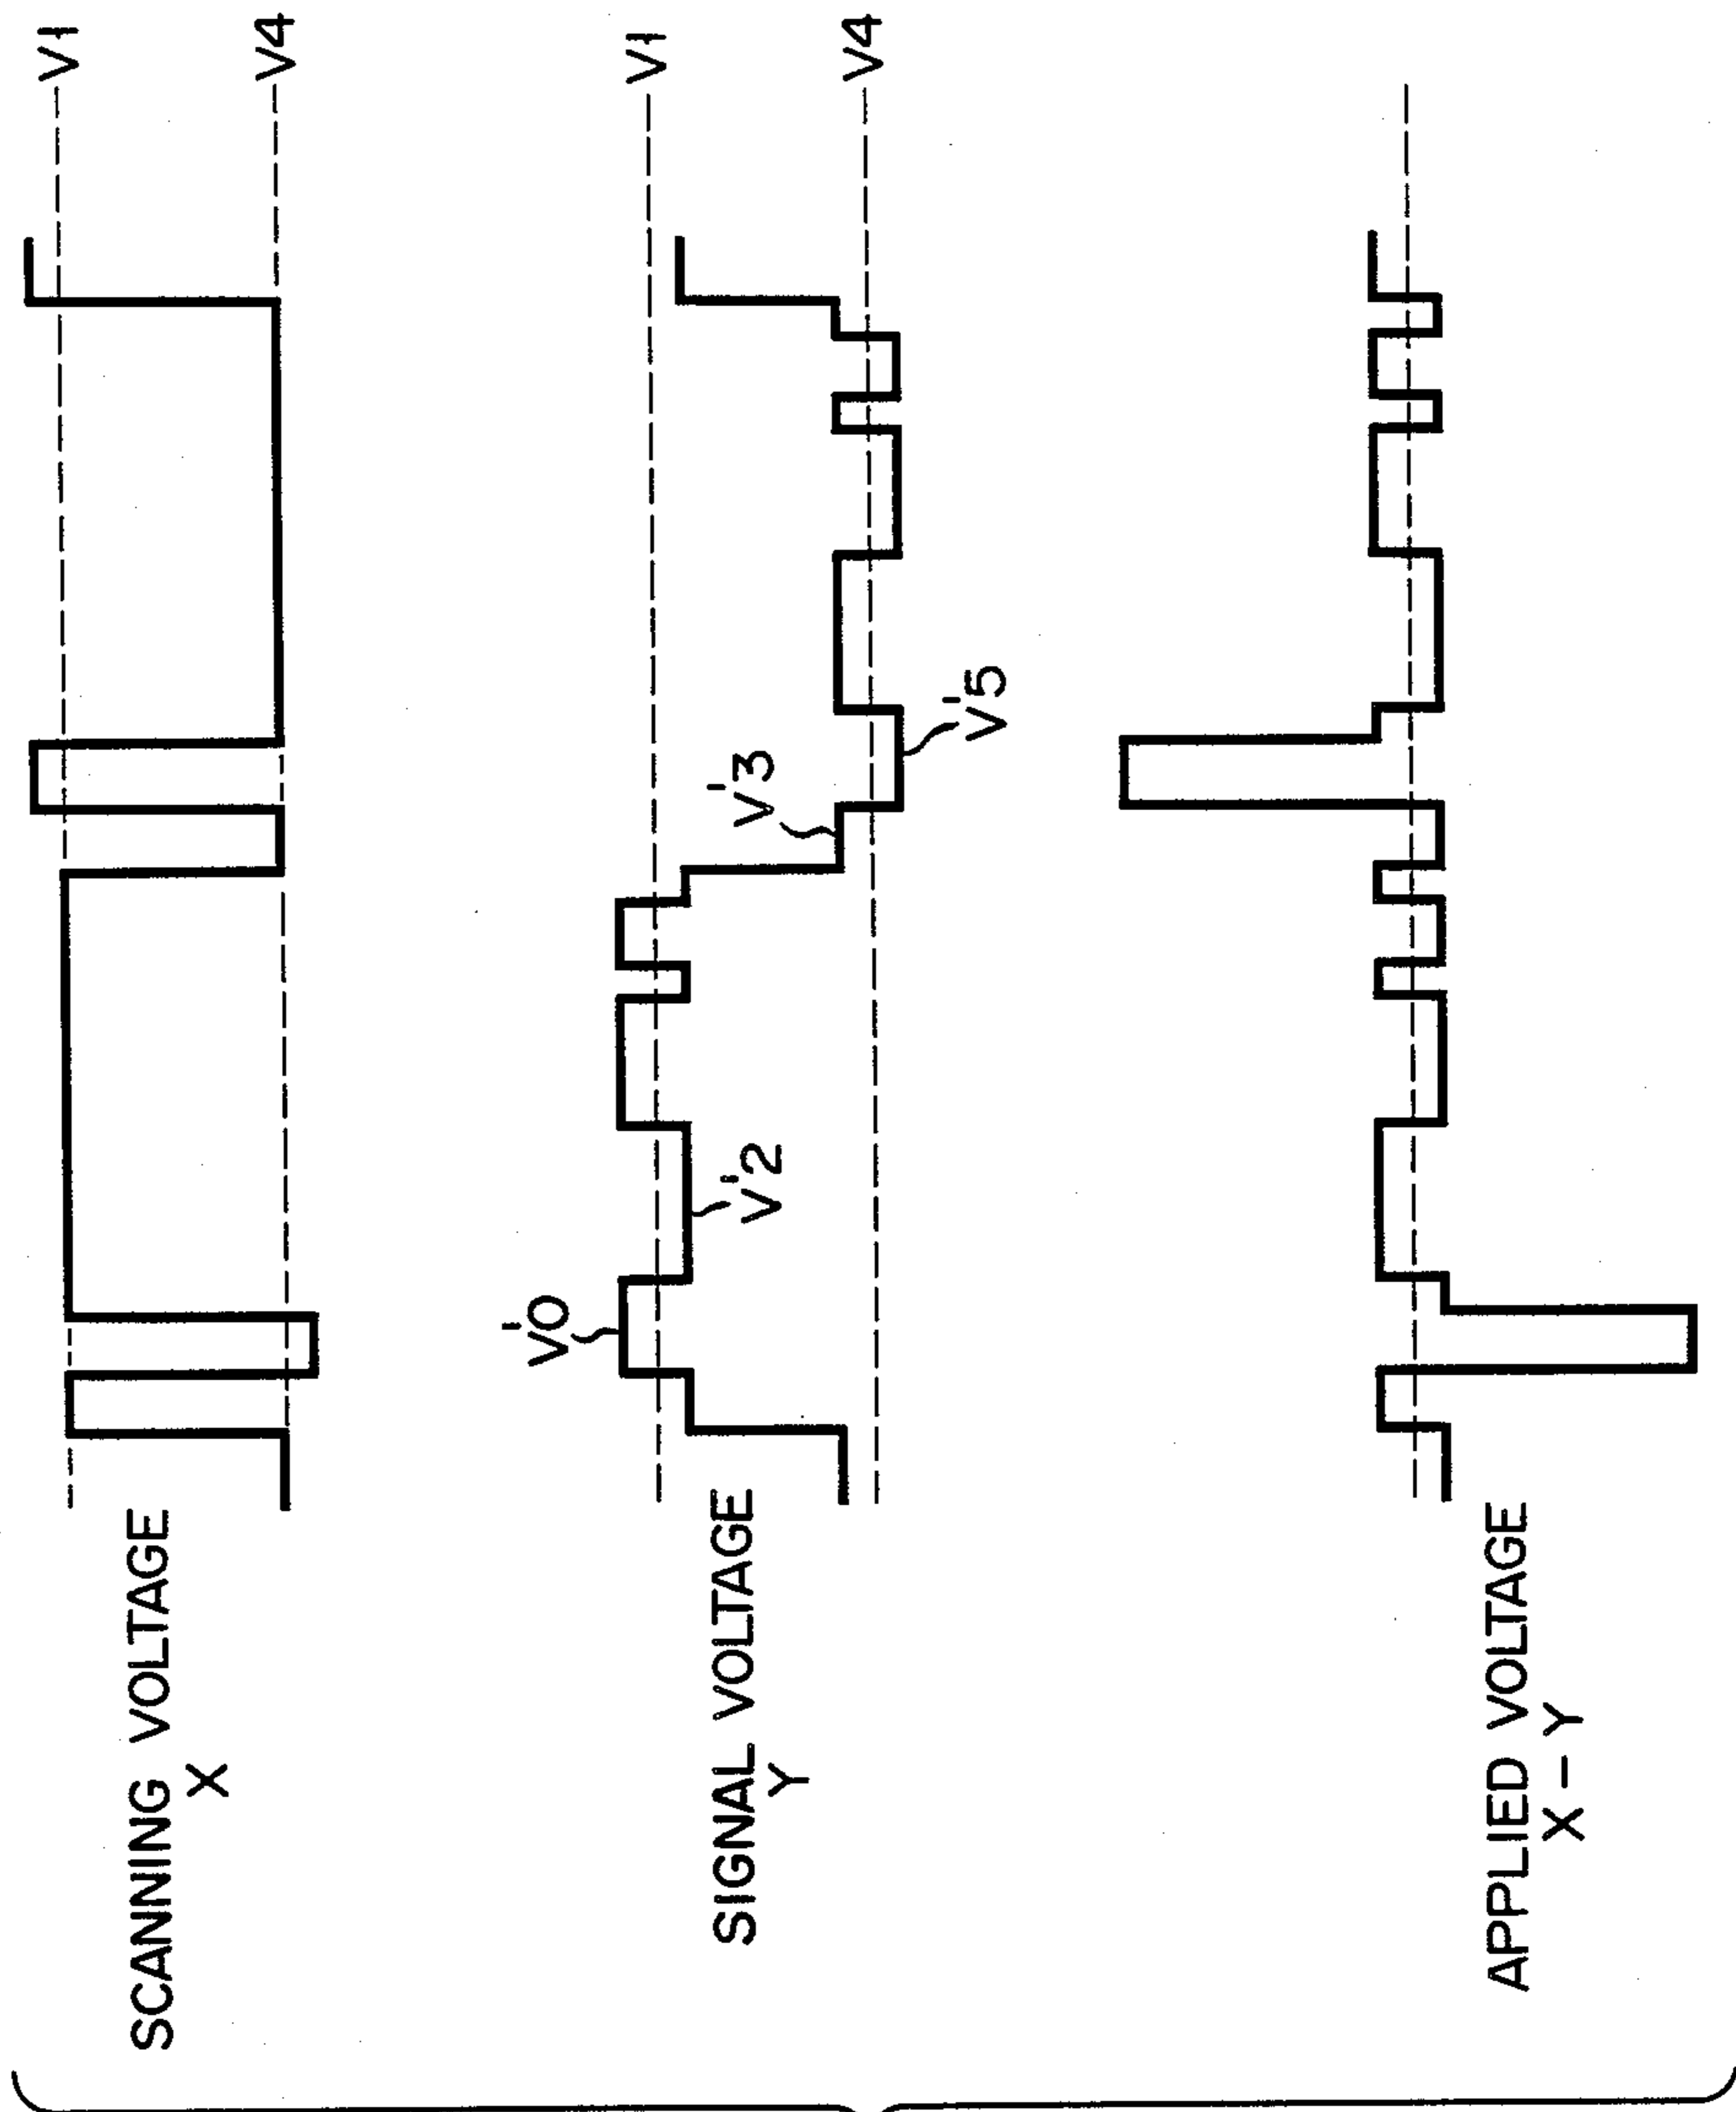 SCANNING VOLTAGE
X
V1
V4
SIGNAL VOLTAGE
Y
V'0
V'2
V'3
V'5
V1
V4
APPLIED VOLTAGE
X-Y